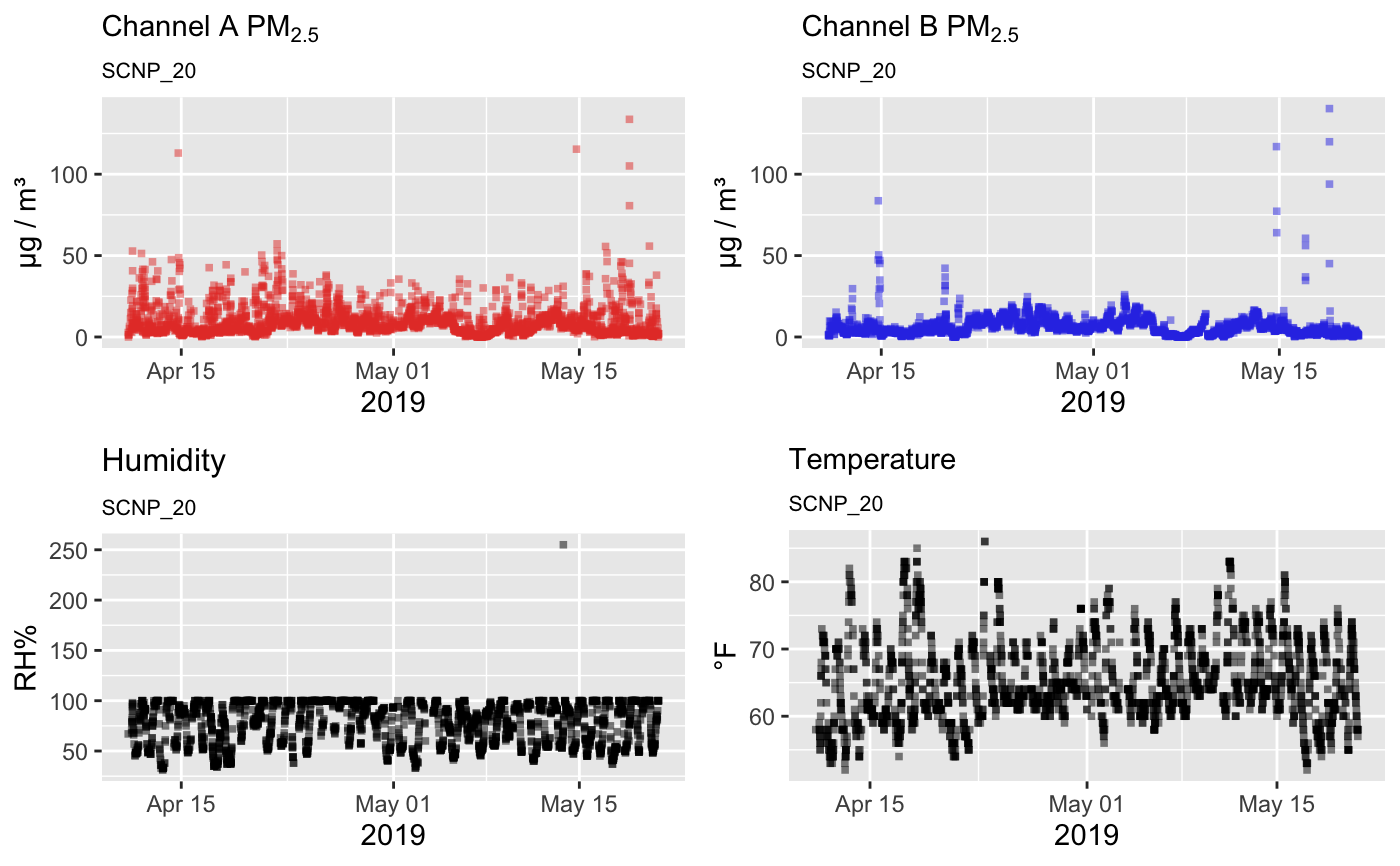 Channel A PM2.5
SCNP_20
µg / m³
100
50
0
Apr 15
May 01
May 15
2019
Channel B PM2.5
SCNP_20
µg / m³
100
50
0
Apr 15
May 01
May 15
2019
Humidity
SCNP_20
RH%
250
200
150
100
50
Apr 15
May 01
May 15
2019
Temperature
SCNP_20
°F
80
70
60
Apr 15
May 01
May 15
2019